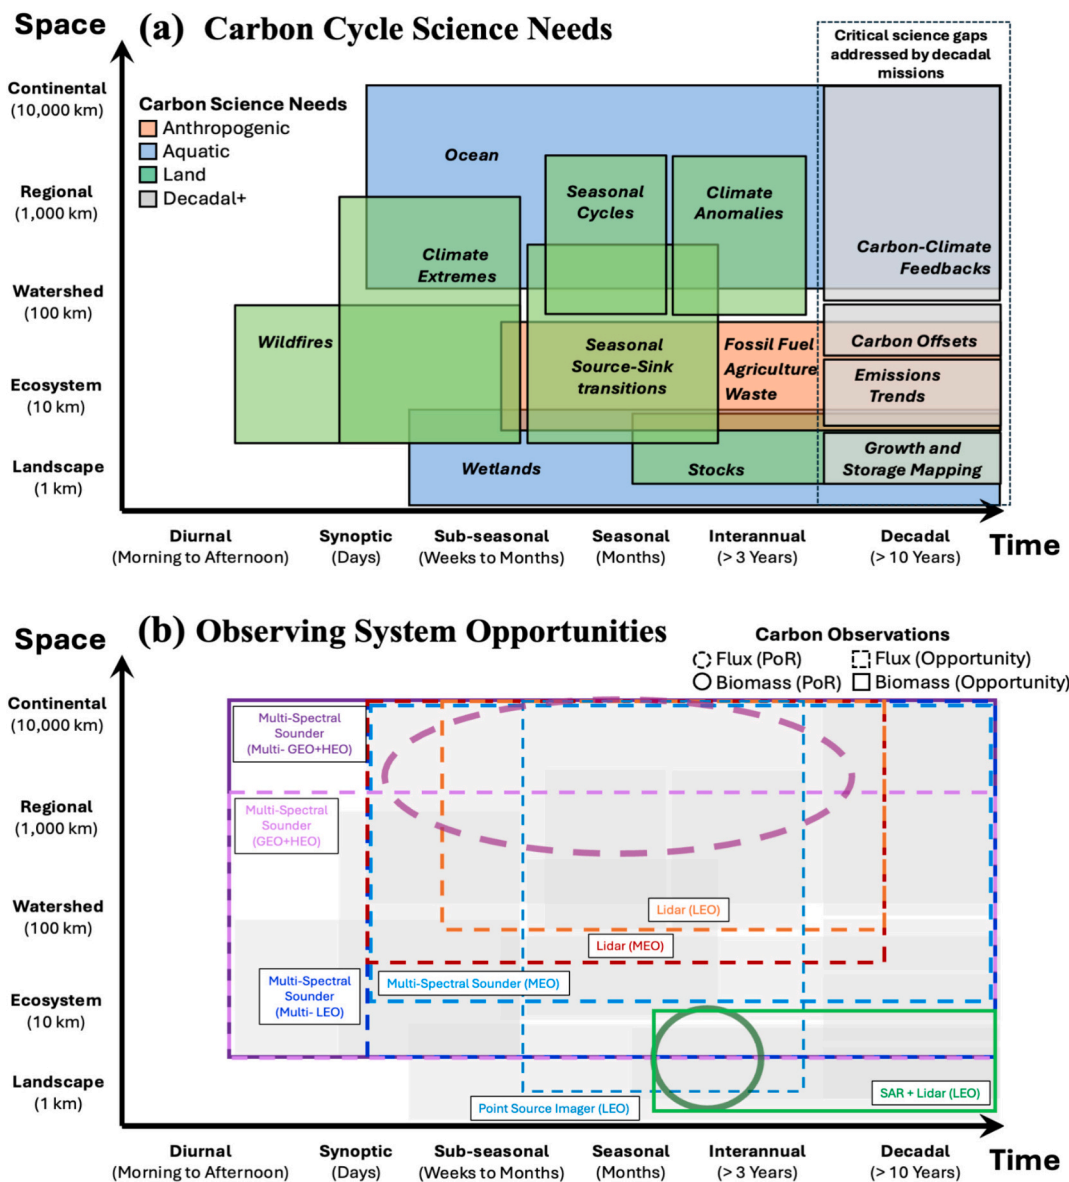 Space
(a) Carbon Cycle Science Needs
Critical science gaps
addressed by decadal
missions
Continental
(10,000 km)
Carbon Science Needs
Anthropogenic
Aquatic
Land
Decadal+
Ocean
Regional
(1,000 km)
Seasonal
Cycles
Climate
Anomalies
Climate
Extremes
Carbon-Climate
Feedbacks
Watershed
(100 km)
Wildfires
Seasonal
Source-Sink
transitions
Fossil Fuel
Agriculture
Waste
Carbon Offsets
Ecosystem
(10 km)
Emissions
Trends
Landscape
(1 km)
Wetlands
Stocks
Growth and
Storage Mapping
Diurnal
(Morning to Afternoon)
Synoptic
(Days)
Sub-seasonal
(Weeks to Months)
Seasonal
(Months)
Interannual
(> 3 Years)
Decadal
(> 10 Years)
Time
Space
(b) Observing System Opportunities
Carbon Observations
Flux (PoR)
Flux (Opportunity)
Biomass (PoR)
Biomass (Opportunity)
Continental
(10,000 km)
Multi-Spectral
Sounder
(Multi- GEO+HEO)
Regional
(1,000 km)
Multi-Spectral
Sounder
(GEO+HEO)
Watershed
(100 km)
Lidar (LEO)
Lidar (MEO)
Multi-Spectral
Sounder
(Multi- LEO)
Multi-Spectral Sounder (MEO)
Ecosystem
(10 km)
Landscape
(1 km)
Point Source Imager (LEO)
SAR + Lidar (LEO)
Diurnal
(Morning to Afternoon)
Synoptic
(Days)
Sub-seasonal
(Weeks to Months)
Seasonal
(Months)
Interannual
(> 3 Years)
Decadal
(> 10 Years)
Time